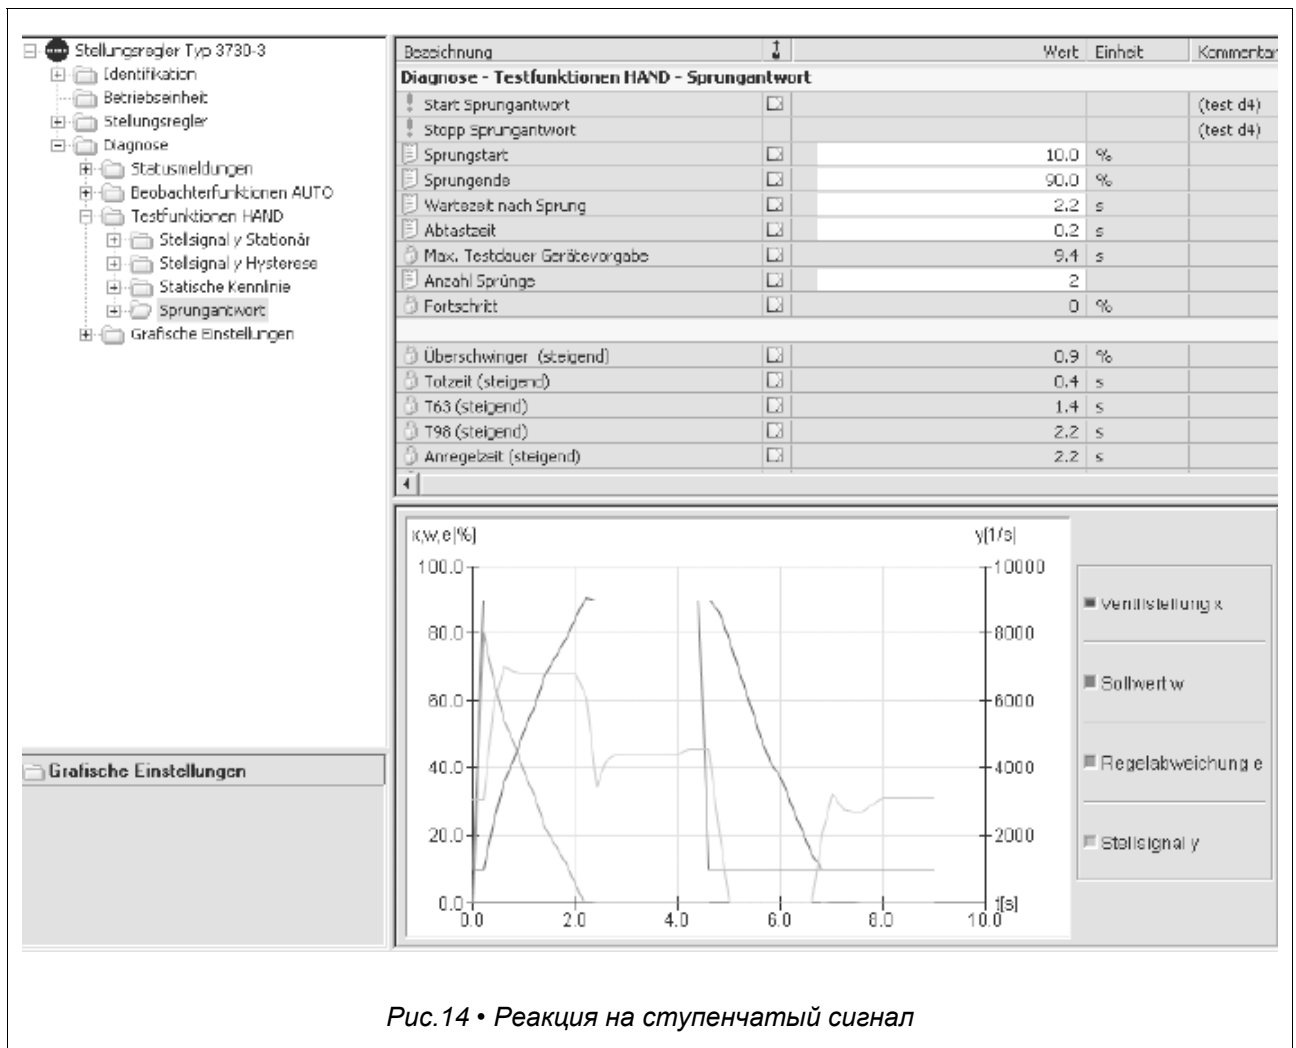 Stellungsregler Typ 3730-3
Identifikation
Betriebseinheit
Stellungsregler
Diagnose
Statusmeldungen
Beobachterfunktionen AUTO
Testfunktionen HAND
Stellsignal y Stationär
Stellsignal y Hysterese
Statische Kennlinie
Sprungantwort
Grafische Einstellungen
Grafische Einstellungen
Bezeichnung Wert Einheit Kommentar
Diagnose - Testfunktionen HAND - Sprungantwort
Start Sprungantwort (test d4)
Stopp Sprungantwort (test d4)
Sprungstart 10.0 %
Sprungende 90.0 %
Wartezeit nach Sprung 2.2 s
Abtastzeit 0.2 s
Max. Testdauer Gerätevorgabe 9.4 s
Anzahl Sprünge 2
Fortschritt 0 %
Überschwinger (steigend) 0.9 %
Totzeit (steigend) 0.4 s
T63 (steigend) 1.4 s
T98 (steigend) 2.2 s
Anregelzeit (steigend) 2.2 s
x,w,e[%] y[1/s]
100.0 10000
80.0 8000
60.0 6000
40.0 4000
20.0 2000
0.0 t[s]
0.0 2.0 4.0 6.0 8.0 10.0
Ventilstellung x
Sollwert w
Regelabweichung e
Stellsignal y
Рис.14 • Реакция на ступенчатый сигнал